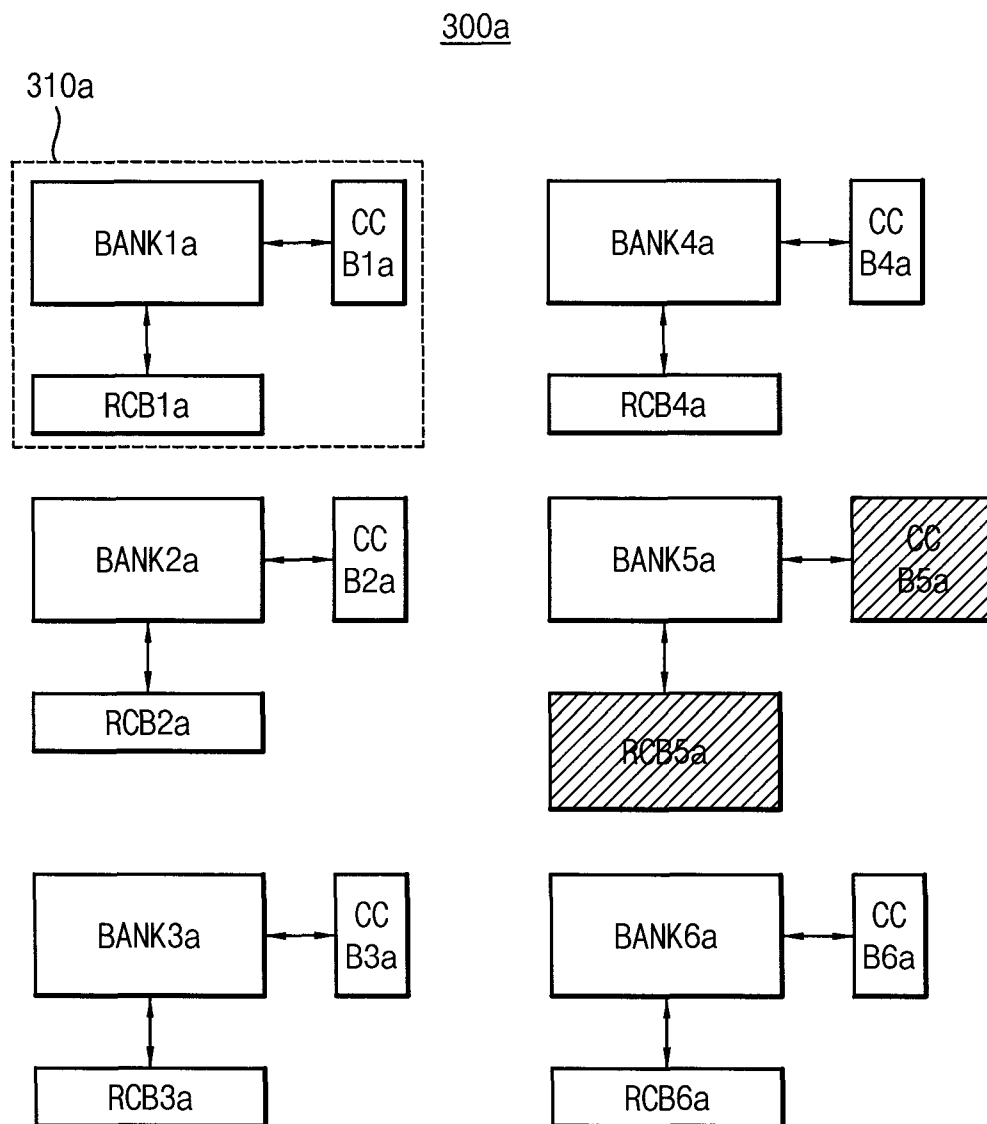 300a
310a
BANK1a
CC
B1a
RCB1a
BANK4a
CC
B4a
RCB4a
BANK2a
CC
B2a
RCB2a
BANK5a
CC
B5a
RCB5a
BANK3a
CC
B3a
RCB3a
BANK6a
CC
B6a
RCB6a